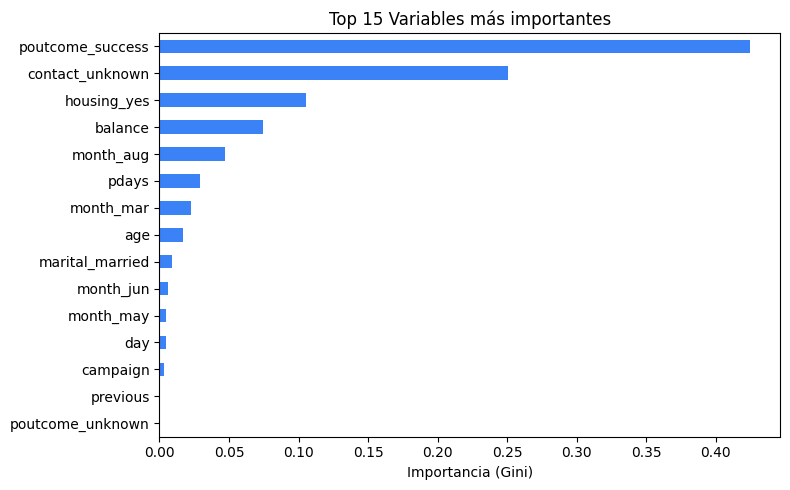 Top 15 Variables más importantes
poutcome_success
contact_unknown
housing_yes
balance
month_aug
pdays
month_mar
age
marital_married
month_jun
month_may
day
campaign
previous
poutcome_unknown
0.00 0.05 0.10 0.15 0.20 0.25 0.30 0.35 0.40
Importancia (Gini)